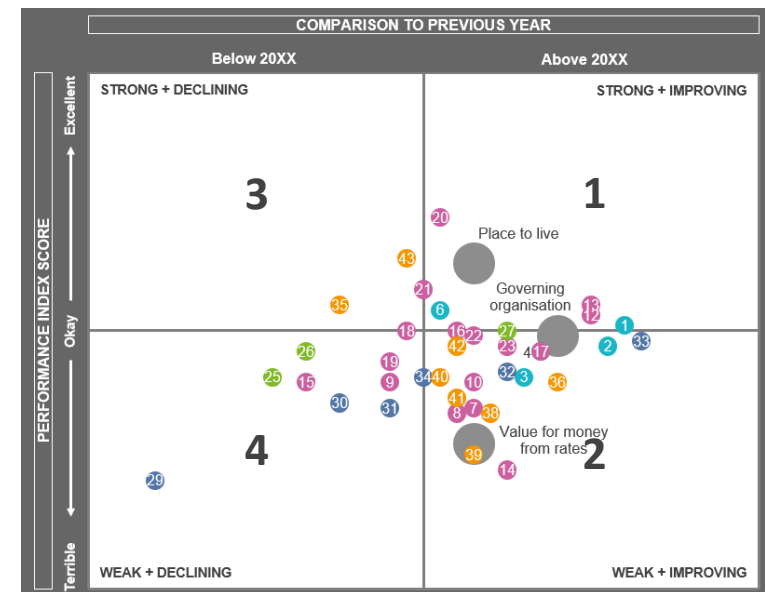 COMPARISON TO PREVIOUS YEAR
Below 20XX
Above 20XX
PERFORMANCE INDEX SCORE
Excellent
Okay
Terrible
STRONG + DECLINING
STRONG + IMPROVING
3
1
20
Place to live
43
21
Governing
organisation
35
6
13
12
1
18
16
22
27
33
42
23
4
17
2
26
19
25
15
9
34
40
10
32
3
36
30
31
41
8
7
38
4
Value for money
from rates
2
39
14
29
WEAK + DECLINING
WEAK + IMPROVING